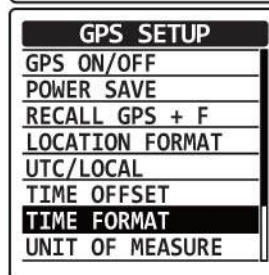 GPS SETUP
GPS ON/OFF
POWER SAVE
RECALL GPS + F
LOCATION FORMAT
UTC/LOCAL
TIME OFFSET
TIME FORMAT
UNIT OF MEASURE